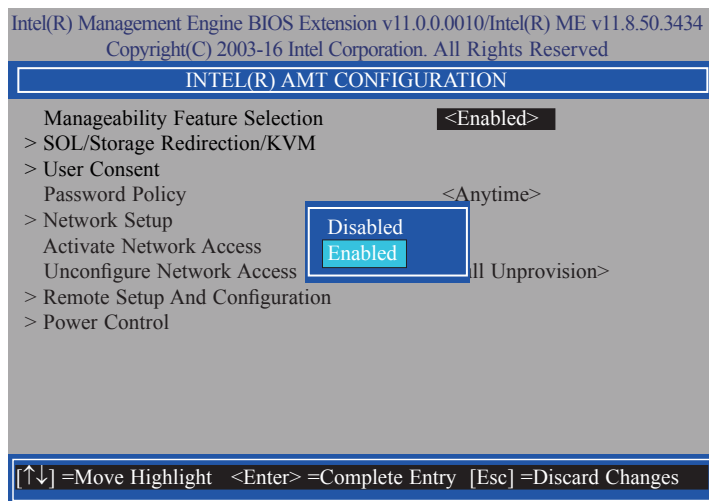 Intel(R) Management Engine BIOS Extension v11.0.0.0010/Intel(R) ME v11.8.50.3434
Copyright(C) 2003-16 Intel Corporation. All Rights Reserved
INTEL(R) AMT CONFIGURATION
Manageability Feature Selection <Enabled>
> SOL/Storage Redirection/KVM
> User Consent
Password Policy <Anytime>
> Network Setup
Disabled
Activate Network Access
Enabled
Unconfigure Network Access Unprovision>
> Remote Setup And Configuration
> Power Control
[↑↓] =Move Highlight <Enter> =Complete Entry [Esc] =Discard Changes